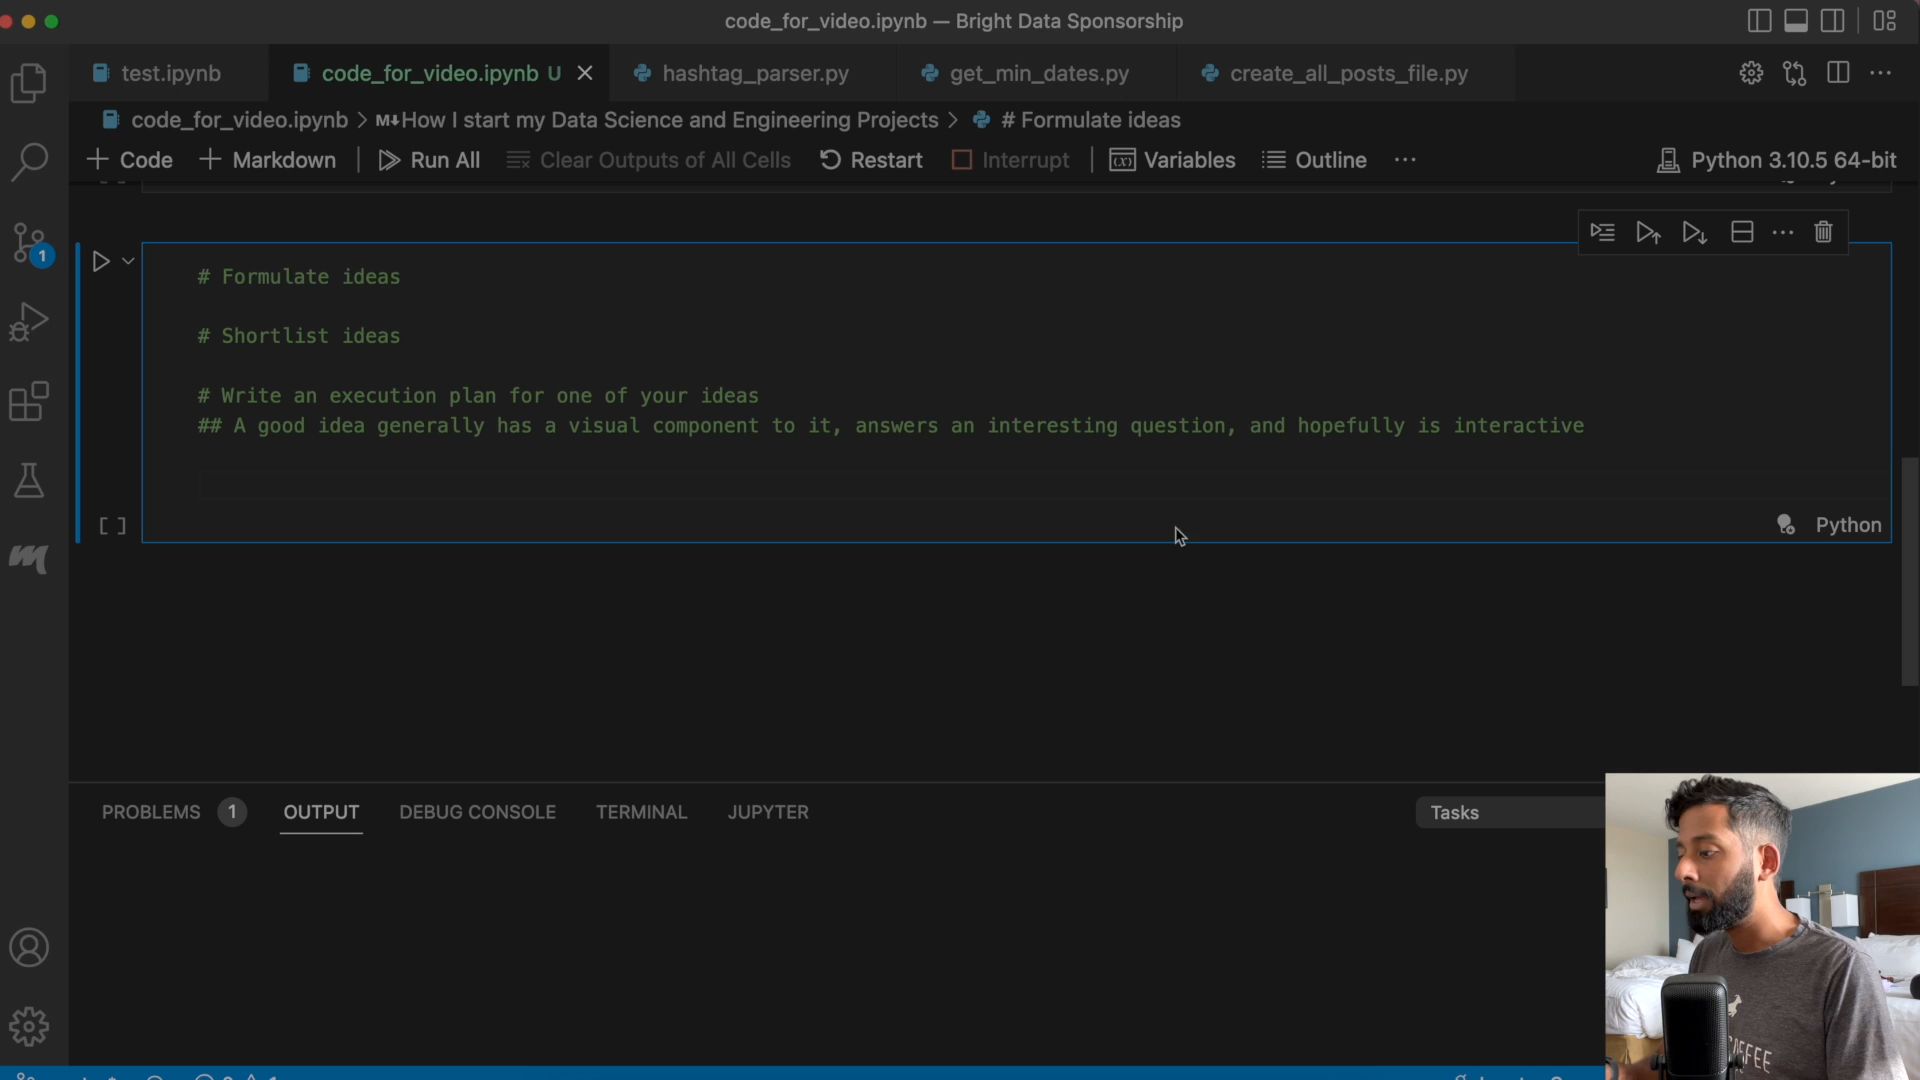 code_for_video.ipynb — Bright Data Sponsorship
test.ipynb
code_for_video.ipynb U
hashtag_parser.py
get_min_dates.py
create_all_posts_file.py
code_for_video.ipynb > M↓How I start my Data Science and Engineering Projects > # Formulate ideas
+ Code + Markdown | Run All Clear Outputs of All Cells Restart Interrupt | Variables Outline ... Python 3.10.5 64-bit
1
# Formulate ideas
# Shortlist ideas
# Write an execution plan for one of your ideas
## A good idea generally has a visual component to it, answers an interesting question, and hopefully is interactive
[ ]
Python
PROBLEMS 1 OUTPUT DEBUG CONSOLE TERMINAL JUPYTER
Tasks